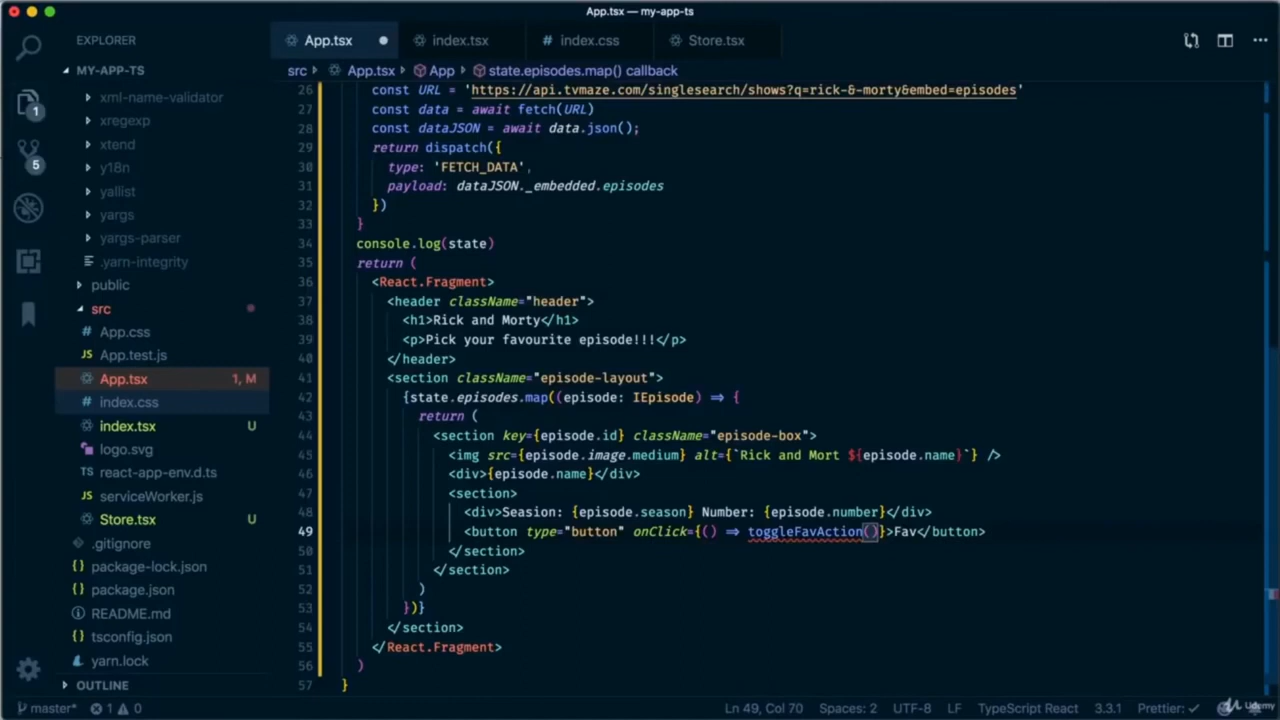 App.tsx — my-app-ts
EXPLORER
App.tsx
index.tsx
# index.css
Store.tsx
MY-APP-TS
src
App.tsx
App
state.episodes.map() callback
xml-name-validator
xregexp
xtend
y18n
yallist
yargs
yargs-parser
.yarn-integrity
public
src
# App.css
JS App.test.js
App.tsx 1, M
# index.css
index.tsx U
logo.svg
react-app-env.d.ts
JS serviceWorker.js
Store.tsx U
.gitignore
{} package-lock.json
{} package.json
README.md
{} tsconfig.json
yarn.lock
OUTLINE
1
5
26 const URL = 'https://api.tvmaze.com/singlesearch/shows?q=rick-&-morty&embed=episodes'
27 const data = await fetch(URL)
28 const dataJSON = await data.json();
29 return dispatch({
30 type: 'FETCH_DATA',
31 payload: dataJSON._embedded.episodes
32 })
33 }
34 console.log(state)
35 return (
36 <React.Fragment>
37 <header className="header">
38 <h1>Rick and Morty</h1>
39 <p>Pick your favourite episode!!!</p>
40 </header>
41 <section className="episode-layout">
42 {state.episodes.map((episode: IEpisode) => {
43 return (
44 <section key={episode.id} className="episode-box">
45 <img src={episode.image.medium} alt={`Rick and Mort ${episode.name}`} />
46 <div>{episode.name}</div>
47 <section>
48 <div>Seasion: {episode.season} Number: {episode.number}</div>
49 <button type="button" onClick={() => toggleFavAction()}>Fav</button>
50 </section>
51 </section>
52 )
53 })}
54 </section>
55 </React.Fragment>
56 )
57 }
master* 1 0
Ln 49, Col 70 Spaces: 2 UTF-8 LF TypeScript React 3.3.1 Prettier: ✓
Udemy